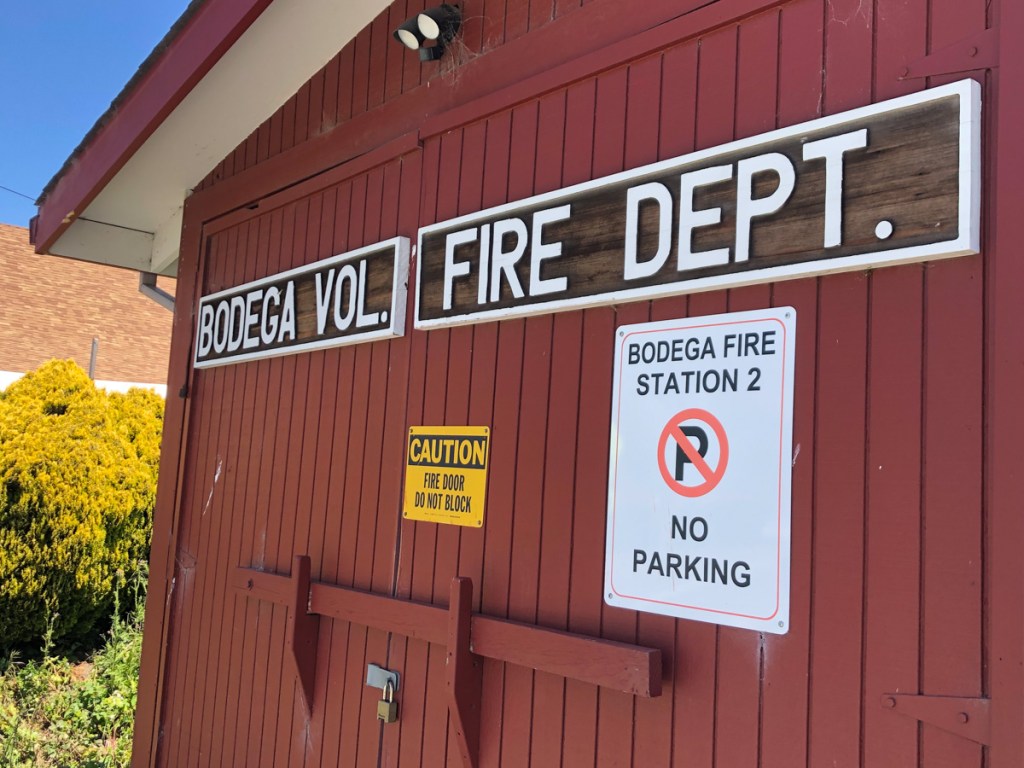 BODEGA VOL.
FIRE DEPT.
BODEGA FIRE
STATION 2
P
NO
PARKING
CAUTION
FIRE DOOR
DO NOT BLOCK